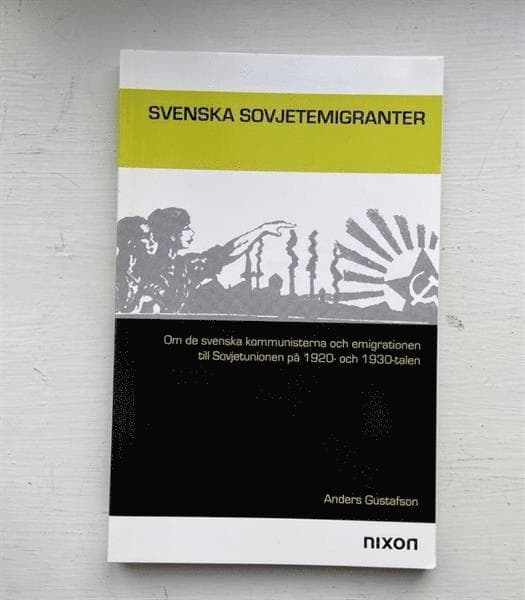 SVENSKA SOVJETEMIGRANTER
Om de svenska kommunisterna och emigrationen
till Sovjetunionen på 1920- och 1930-talen
Anders Gustafson
nixon